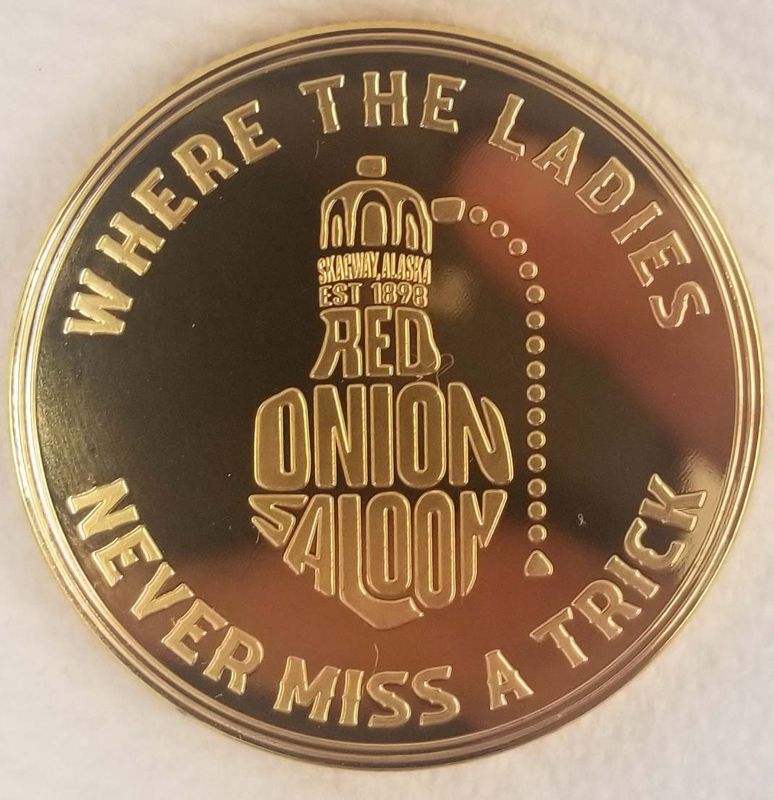 WHERE THE LADIES
SKAGWAY, ALASKA
EST 1898
RED
ONION
SALOON
NEVER MISS A TRICK